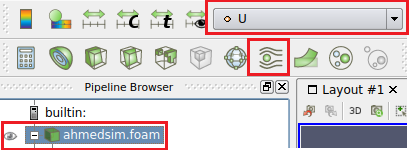 C t
U
Pipeline Browser
Layout #1
3D
builtin:
ahmedsim.foam